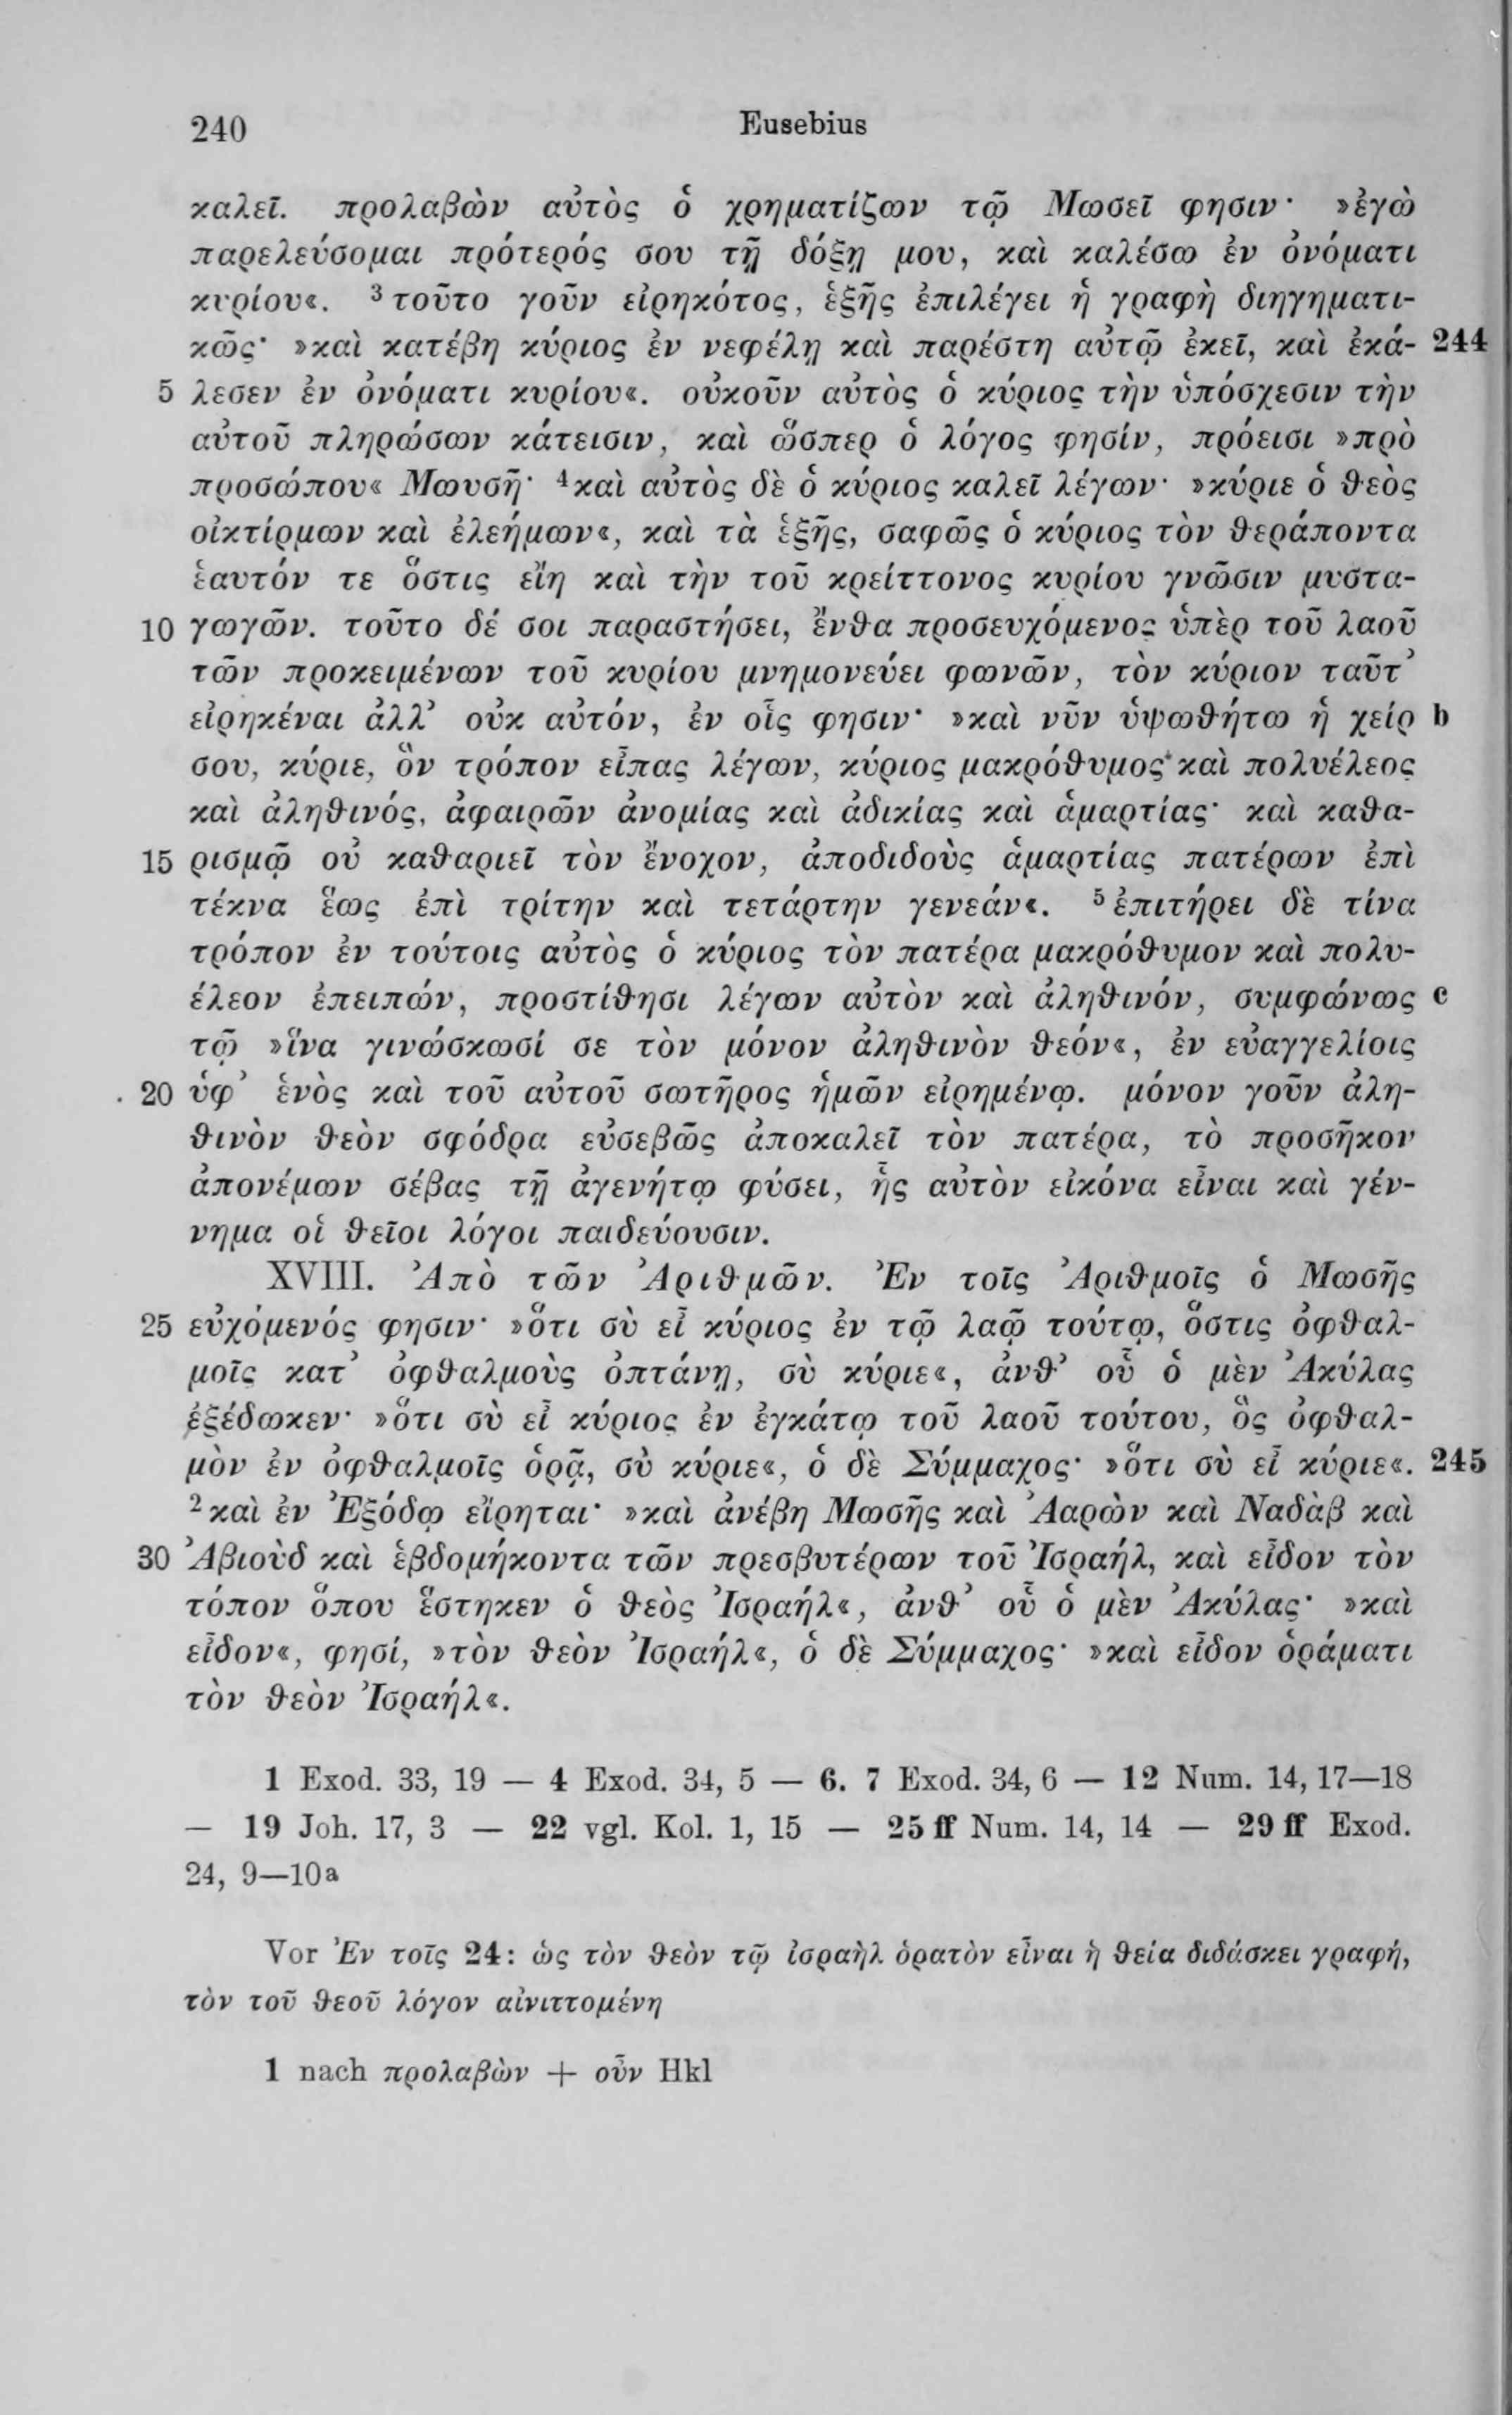 240 Eusebius
καλεῖ. προλαβὼν αὐτὸς ὁ χρηματίζων τῷ Μωσεῖ φησιν· »ἐγὼ
παρελεύσομαι πρότερός σου τῇ δόξῃ μου, καὶ καλέσω ἐν ὀνόματι
κυρίου«. ³ τοῦτο γοῦν εἰρηκότος, ἑξῆς ἐπιλέγει ἡ γραφὴ διηγηματι-
κῶς· »καὶ κατέβη κύριος ἐν νεφέλῃ καὶ παρέστη αὐτῷ ἐκεῖ, καὶ ἐκά- 244
5 λεσεν ἐν ὀνόματι κυρίου«. οὐκοῦν αὐτὸς ὁ κύριος τὴν ὑπόσχεσιν τὴν
αὐτοῦ πληρώσων κάτεισιν, καὶ ὥσπερ ὁ λόγος φησίν, πρόεισι »πρὸ
προσώπου« Μωυσῆ· ⁴ καὶ αὐτὸς δὲ ὁ κύριος καλεῖ λέγων· »κύριε ὁ θεὸς
οἰκτίρμων καὶ ἐλεήμων«, καὶ τὰ ἑξῆς, σαφῶς ὁ κύριος τὸν θεράποντα
ἑαυτόν τε ὅστις εἴη καὶ τὴν τοῦ κρείττονος κυρίου γνῶσιν μυστα-
10 γωγῶν. τοῦτο δέ σοι παραστήσει, ἔνθα προσευχόμενος ὑπὲρ τοῦ λαοῦ
τῶν προκειμένων τοῦ κυρίου μνημονεύει φωνῶν, τὸν κύριον ταῦτ᾽
εἰρηκέναι ἀλλ᾽ οὐκ αὐτόν, ἐν οἷς φησιν· »καὶ νῦν ὑψωθήτω ἡ χείρ b
σου, κύριε, ὃν τρόπον εἶπας λέγων, κύριος μακρόθυμος καὶ πολυέλεος
καὶ ἀληθινός, ἀφαιρῶν ἀνομίας καὶ ἀδικίας καὶ ἁμαρτίας· καὶ καθα-
15 ρισμῷ οὐ καθαριεῖ τὸν ἔνοχον, ἀποδιδοὺς ἁμαρτίας πατέρων ἐπὶ
τέκνα ἕως ἐπὶ τρίτην καὶ τετάρτην γενεάν«. ⁵ ἐπιτήρει δὲ τίνα
τρόπον ἐν τούτοις αὐτὸς ὁ κύριος τὸν πατέρα μακρόθυμον καὶ πολυ-
έλεον ἐπειπών, προστίθησι λέγων αὐτὸν καὶ ἀληθινόν, συμφώνως c
τῷ »ἵνα γινώσκωσί σε τὸν μόνον ἀληθινὸν θεόν«, ἐν εὐαγγελίοις
20 ὑφ᾽ ἑνὸς καὶ τοῦ αὐτοῦ σωτῆρος ἡμῶν εἰρημένῳ. μόνον γοῦν ἀλη-
θινὸν θεὸν σφόδρα εὐσεβῶς ἀποκαλεῖ τὸν πατέρα, τὸ προσῆκον
ἀπονέμων σέβας τῇ ἀγενήτῳ φύσει, ἧς αὐτὸν εἰκόνα εἶναι καὶ γέν-
νημα οἱ θεῖοι λόγοι παιδεύουσιν.
XVIII. Ἀπὸ τῶν Ἀριθμῶν. Ἐν τοῖς Ἀριθμοῖς ὁ Μωσῆς
25 εὐχόμενός φησιν· »ὅτι σὺ εἶ κύριος ἐν τῷ λαῷ τούτῳ, ὅστις ὀφθαλ-
μοῖς κατ᾽ ὀφθαλμοὺς ὀπτάνῃ, σὺ κύριε«, ἀνθ᾽ οὗ ὁ μὲν Ἀκύλας
ἐξέδωκεν· »ὅτι σὺ εἶ κύριος ἐν ἐγκάτῳ τοῦ λαοῦ τούτου, ὃς ὀφθαλ-
μὸν ἐν ὀφθαλμοῖς ὁρᾷ, σὺ κύριε«, ὁ δὲ Σύμμαχος· »ὅτι σὺ εἶ κύριε«. 245
² καὶ ἐν Ἐξόδῳ εἴρηται· »καὶ ἀνέβη Μωσῆς καὶ Ἀαρὼν καὶ Ναδὰβ καὶ
30 Ἀβιοὺδ καὶ ἑβδομήκοντα τῶν πρεσβυτέρων τοῦ Ἰσραήλ, καὶ εἶδον τὸν
τόπον ὅπου ἕστηκεν ὁ θεὸς Ἰσραήλ«, ἀνθ᾽ οὗ ὁ μὲν Ἀκύλας· »καὶ
εἶδον«, φησί, »τὸν θεὸν Ἰσραήλ«, ὁ δὲ Σύμμαχος· »καὶ εἶδον ὁράματι
τὸν θεὸν Ἰσραήλ«.
1 Exod. 33, 19 — 4 Exod. 34, 5 — 6. 7 Exod. 34, 6 — 12 Num. 14, 17—18
— 19 Joh. 17, 3 — 22 vgl. Kol. 1, 15 — 25 ff Num. 14, 14 — 29 ff Exod.
24, 9—10a
Vor Ἐν τοῖς 24: ὡς τὸν θεὸν τῷ ἰσραὴλ ὁρατὸν εἶναι ἡ θεία διδάσκει γραφή,
τὸν τοῦ θεοῦ λόγον αἰνιττομένη
1 nach προλαβὼν + οὖν Hkl